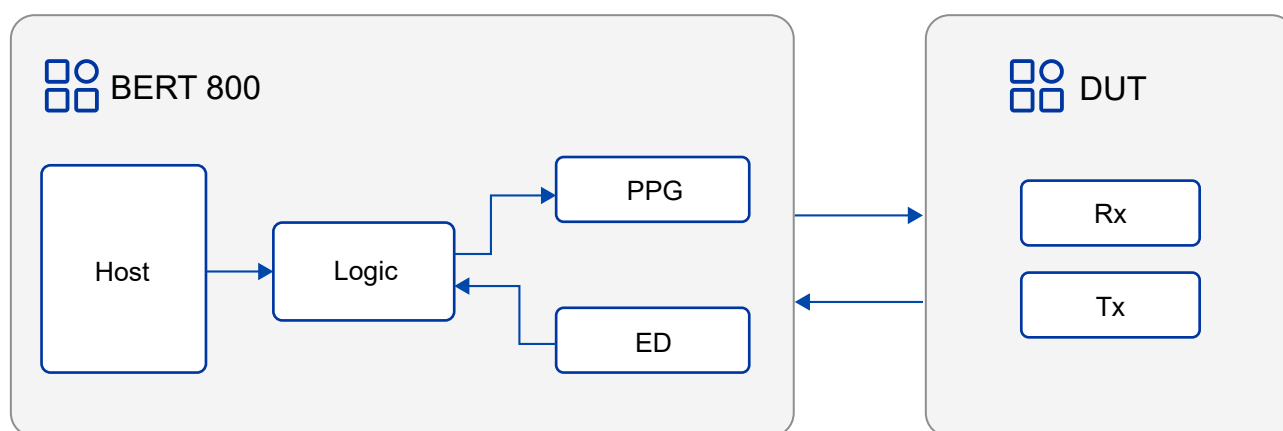 BERT 800
Host
Logic
PPG
ED
DUT
Rx
Tx